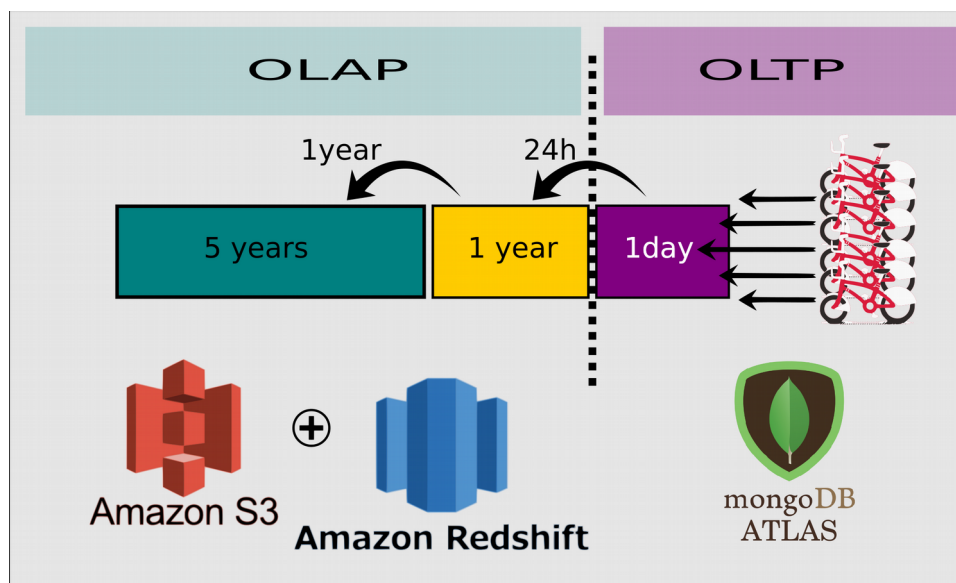 OLAP
OLTP
1year
24h
5 years
1 year
1day
Amazon S3
Amazon Redshift
mongoDB
ATLAS